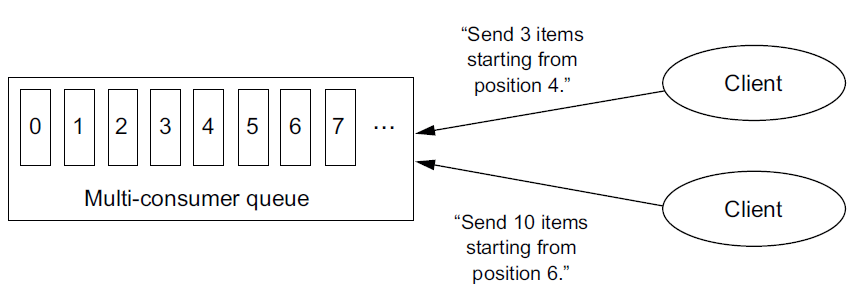 “Send 3 items
starting from
position 4.”
Client
0 1 2 3 4 5 6 7 ...
Multi-consumer queue
Client
“Send 10 items
starting from
position 6.”